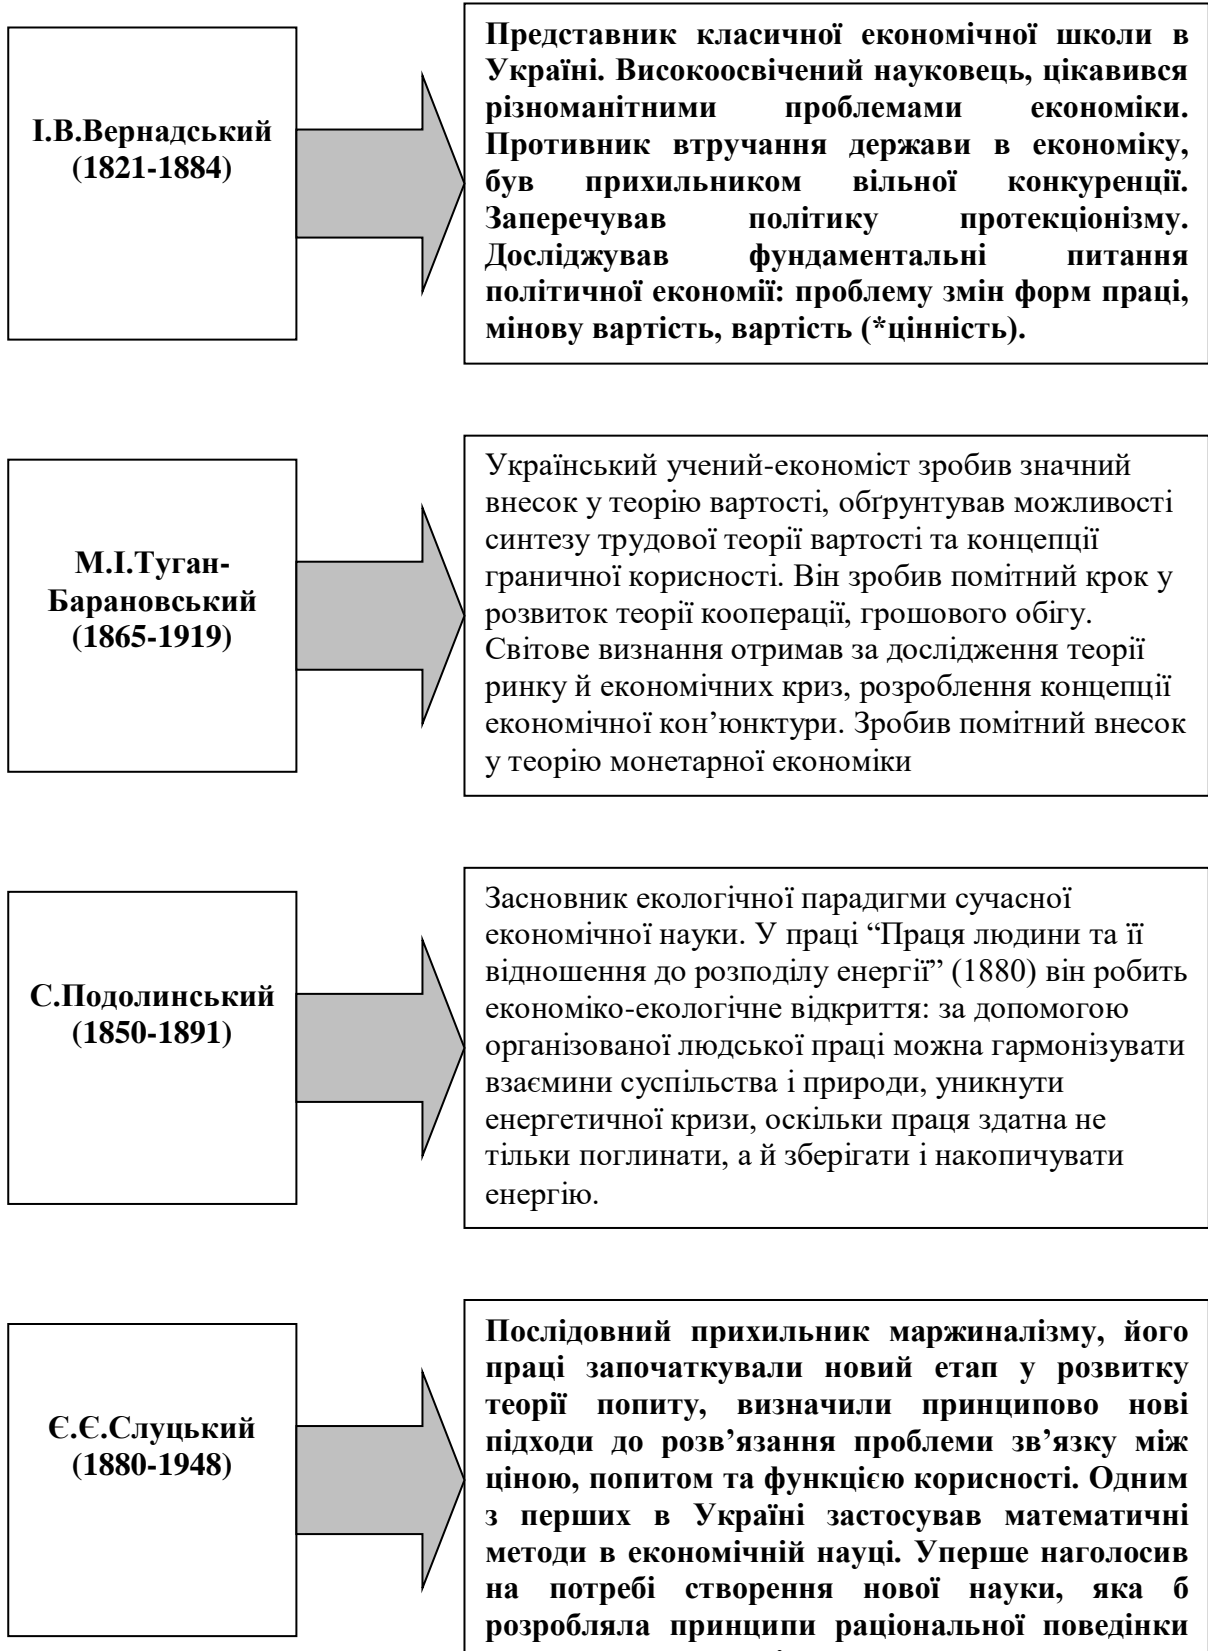 І.В.Вернадський
(1821-1884)
Представник класичної економічної школи в
Україні. Високоосвічений науковець, цікавився
різноманітними проблемами економіки.
Противник втручання держави в економіку,
був прихильником вільної конкуренції.
Заперечував політику протекціонізму.
Досліджував фундаментальні питання
політичної економії: проблему змін форм праці,
мінову вартість, вартість (*цінність).
М.І.Туган-
Барановський
(1865-1919)
Український учений-економіст зробив значний
внесок у теорію вартості, обґрунтував можливості
синтезу трудової теорії вартості та концепції
граничної корисності. Він зробив помітний крок у
розвиток теорії кооперації, грошового обігу.
Світове визнання отримав за дослідження теорії
ринку й економічних криз, розроблення концепції
економічної кон’юнктури. Зробив помітний внесок
у теорію монетарної економіки
С.Подолинський
(1850-1891)
Засновник екологічної парадигми сучасної
економічної науки. У праці “Праця людини та її
відношення до розподілу енергії” (1880) він робить
економіко-екологічне відкриття: за допомогою
організованої людської праці можна гармонізувати
взаємини суспільства і природи, уникнути
енергетичної кризи, оскільки праця здатна не
тільки поглинати, а й зберігати і накопичувати
енергію.
Є.Є.Слуцький
(1880-1948)
Послідовний прихильник маржиналізму, його
праці започаткували новий етап у розвитку
теорії попиту, визначили принципово нові
підходи до розв’язання проблеми зв’язку між
ціною, попитом та функцією корисності. Одним
з перших в Україні застосував математичні
методи в економічній науці. Уперше наголосив
на потребі створення нової науки, яка б
розробляла принципи раціональної поведінки